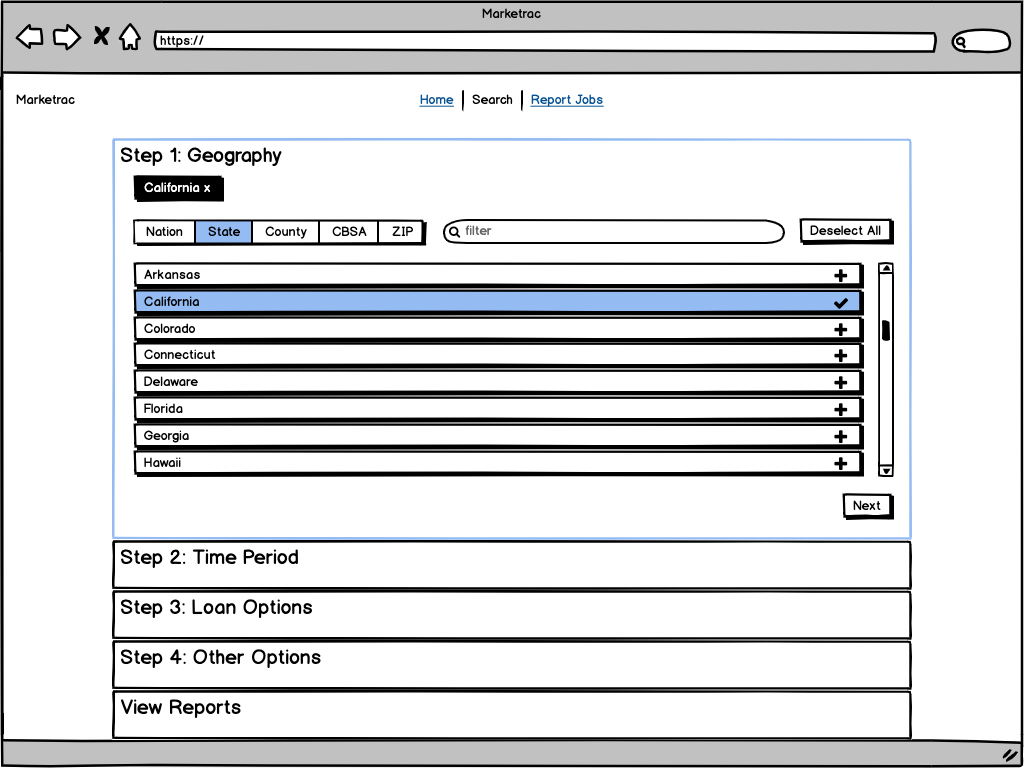 Marketrac
https://
Marketrac
Home | Search | Report Jobs
Step 1: Geography
California x
Nation State County CBSA ZIP filter Deselect All
Arkansas
California
Colorado
Connecticut
Delaware
Florida
Georgia
Hawaii
Next
Step 2: Time Period
Step 3: Loan Options
Step 4: Other Options
View Reports